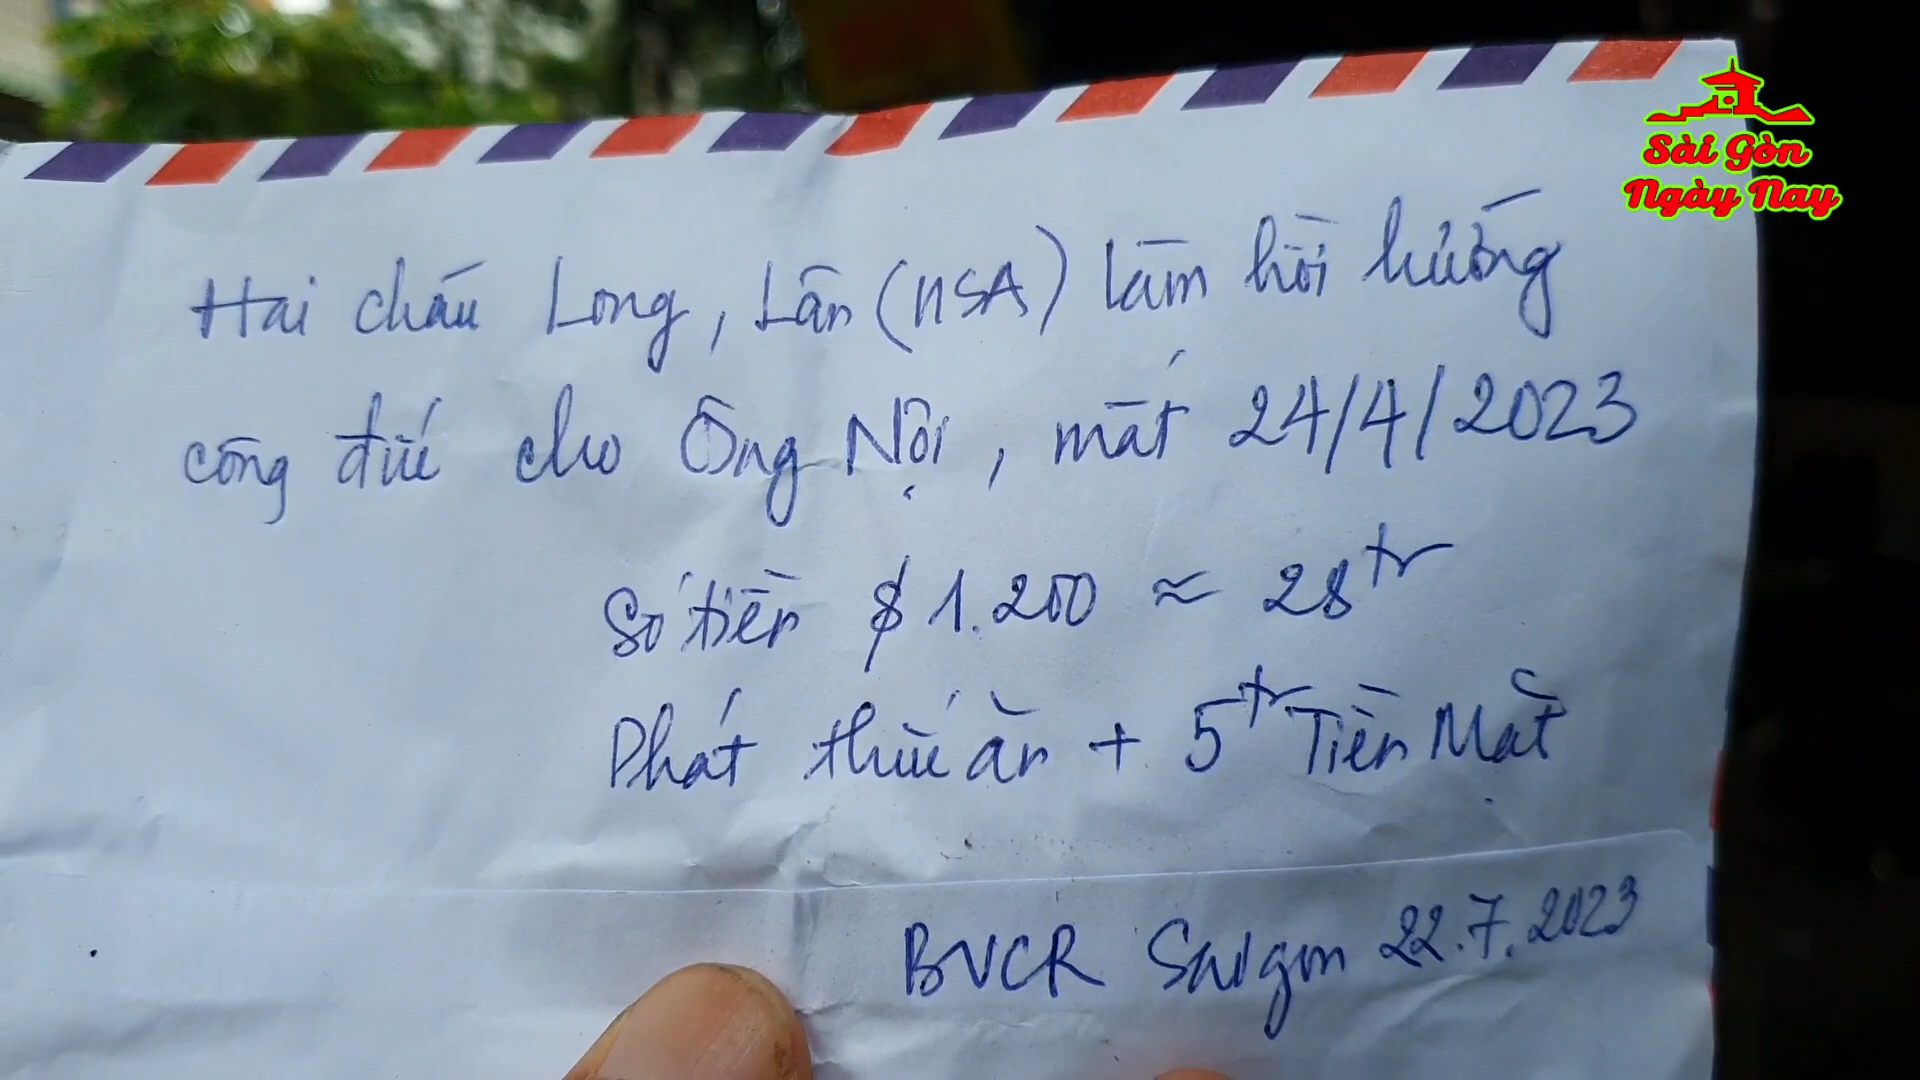 Sài Gòn
Ngày Nay
Hai cháu Long, Lân (USA) làm hồi hướng
công đức cho Ông Nội, mất 24/4/2023
Số tiền $ 1.200 ≈ 28tr
Phát thức ăn + 5tr Tiền Mặt
BVCR Saigon 22.7.2023